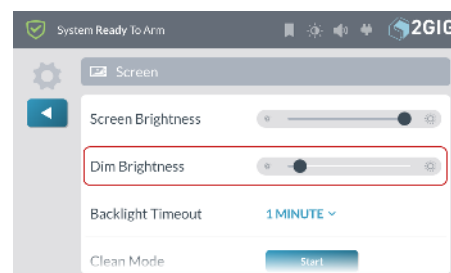 System Ready To Arm
2GIG
Screen
Screen Brightness
Dim Brightness
Backlight Timeout
1 MINUTE
Clean Mode
Start